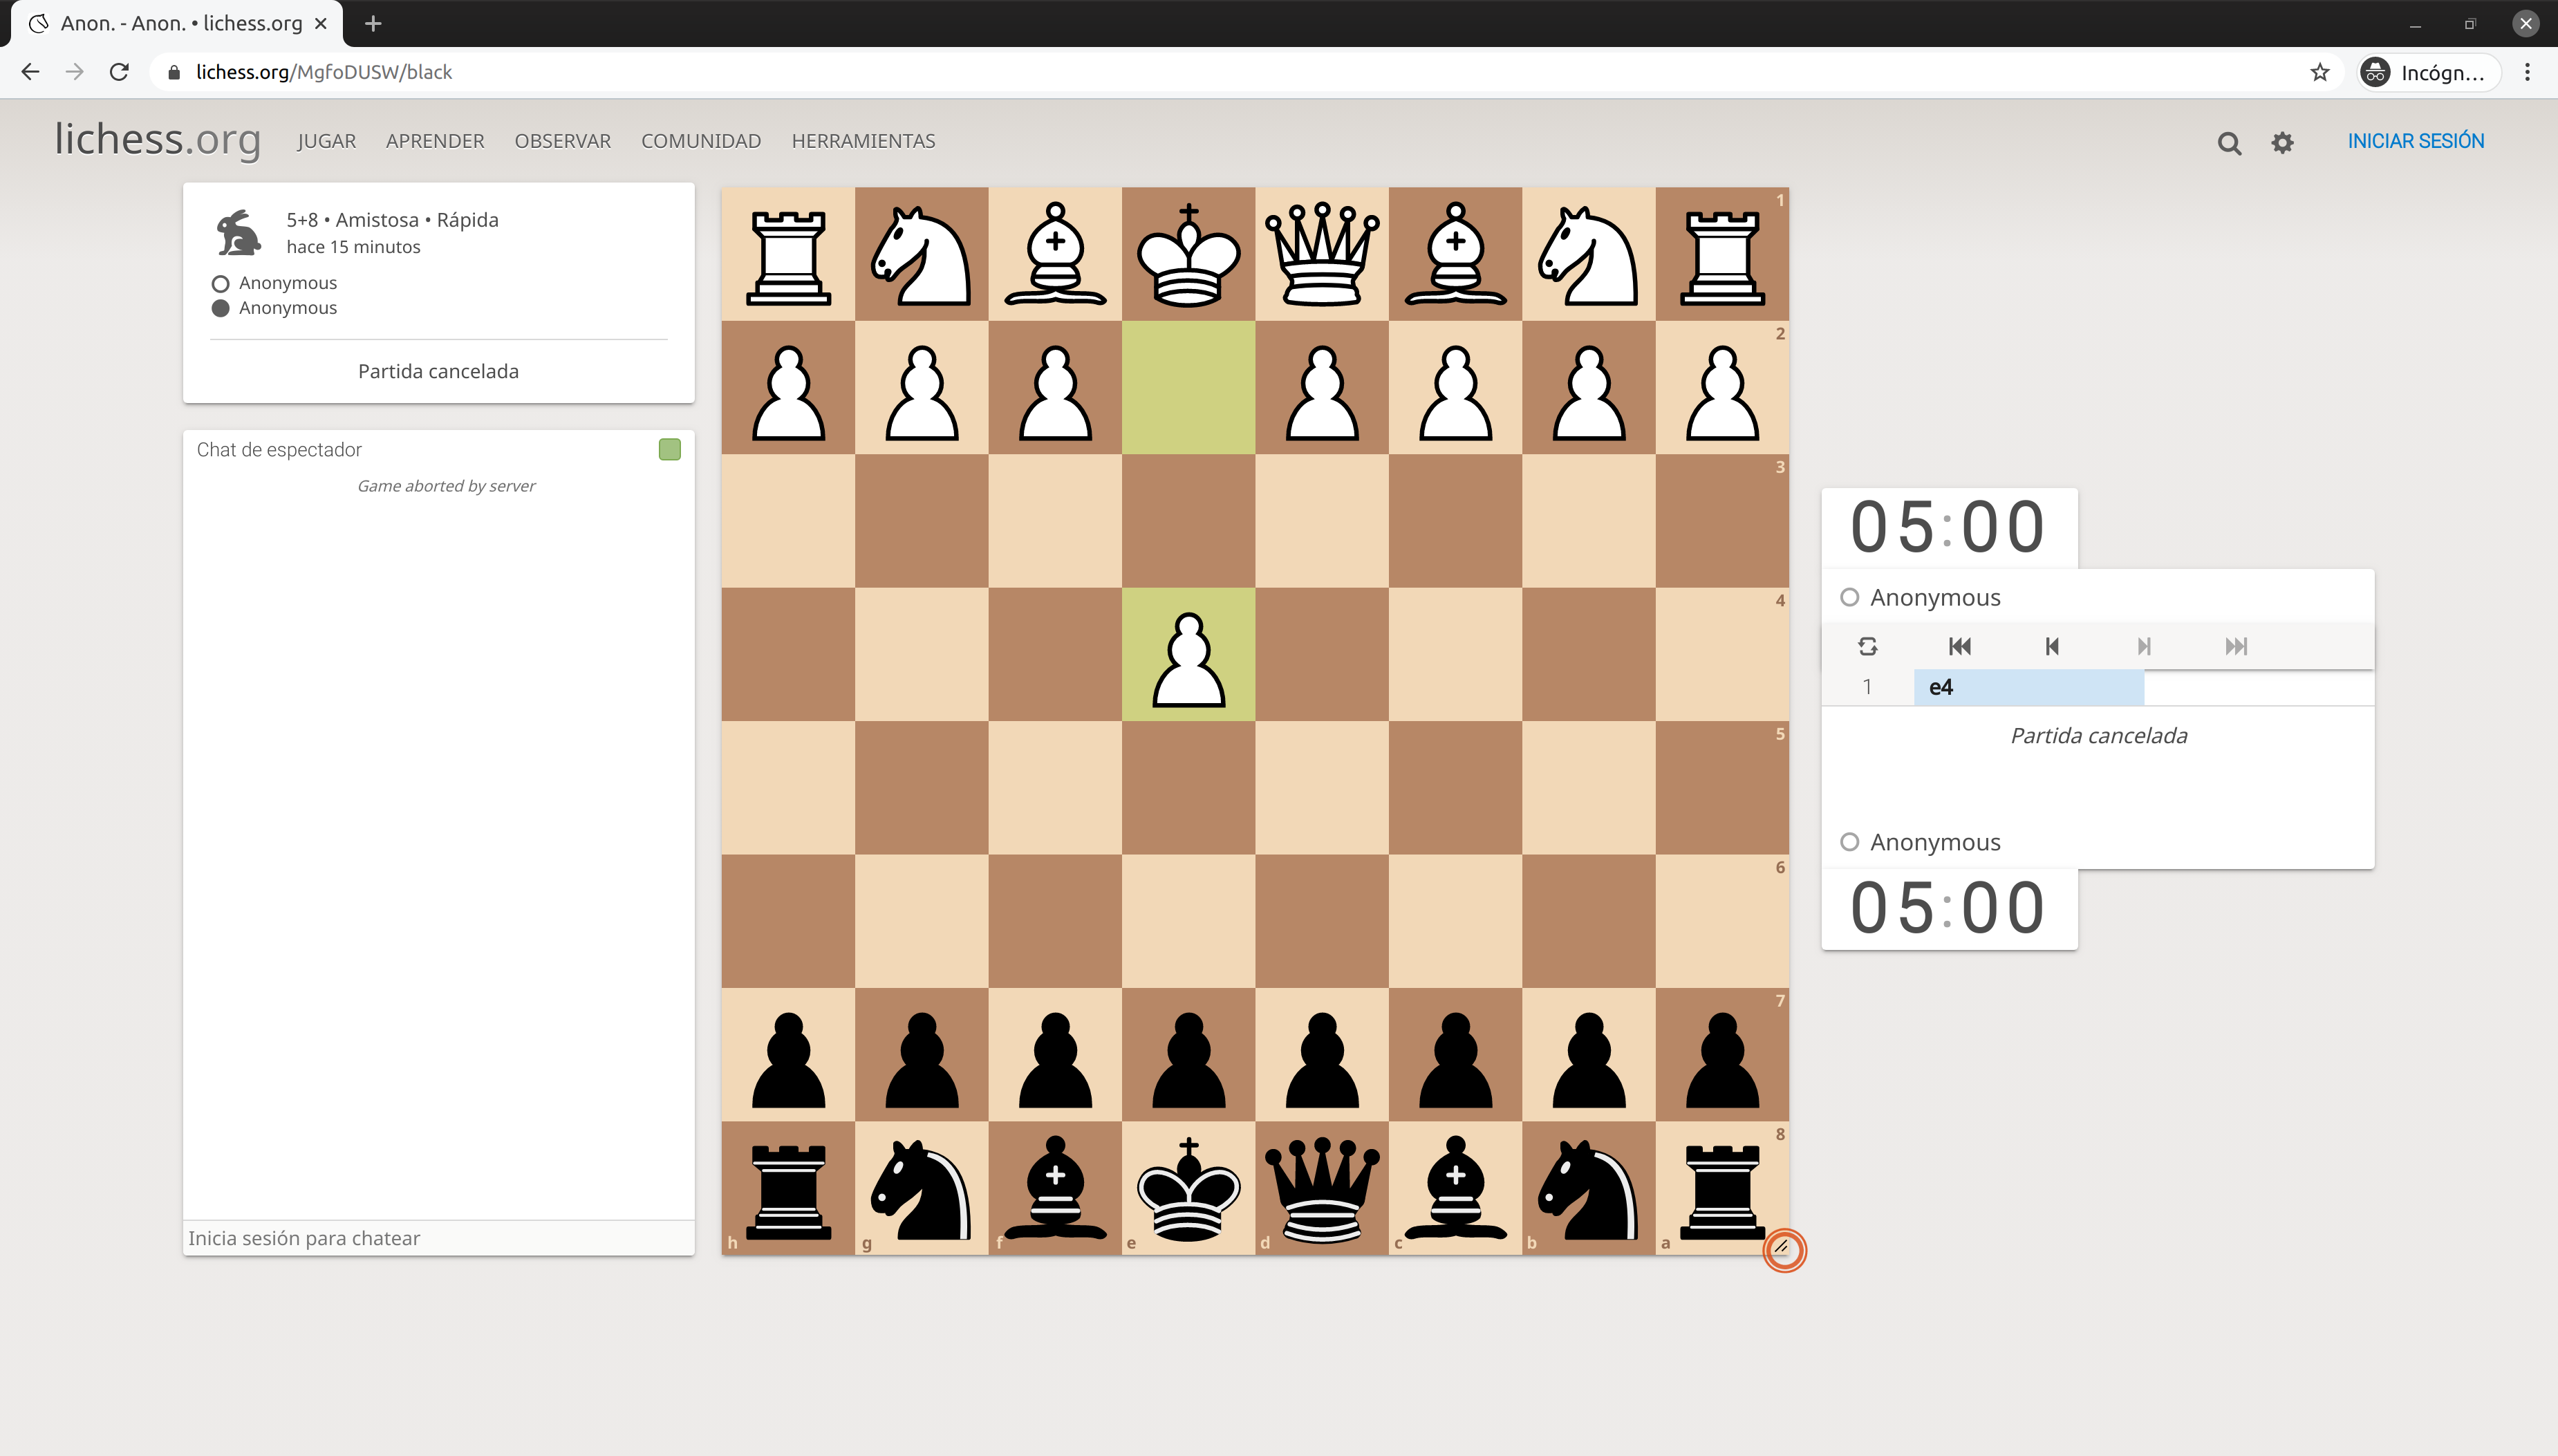 Anon. - Anon. • lichess.org
lichess.org/MgfoDUSW/black
Incógn...
lichess.org
JUGAR APRENDER OBSERVAR COMUNIDAD HERRAMIENTAS
INICIAR SESIÓN
5+8 • Amistosa • Rápida
hace 15 minutos
Anonymous
Anonymous
Partida cancelada
Chat de espectador
Game aborted by server
Inicia sesión para chatear
1
2
3
4
5
6
7
8
h g f e d c b a
05:00
Anonymous
1 e4
Partida cancelada
Anonymous
05:00